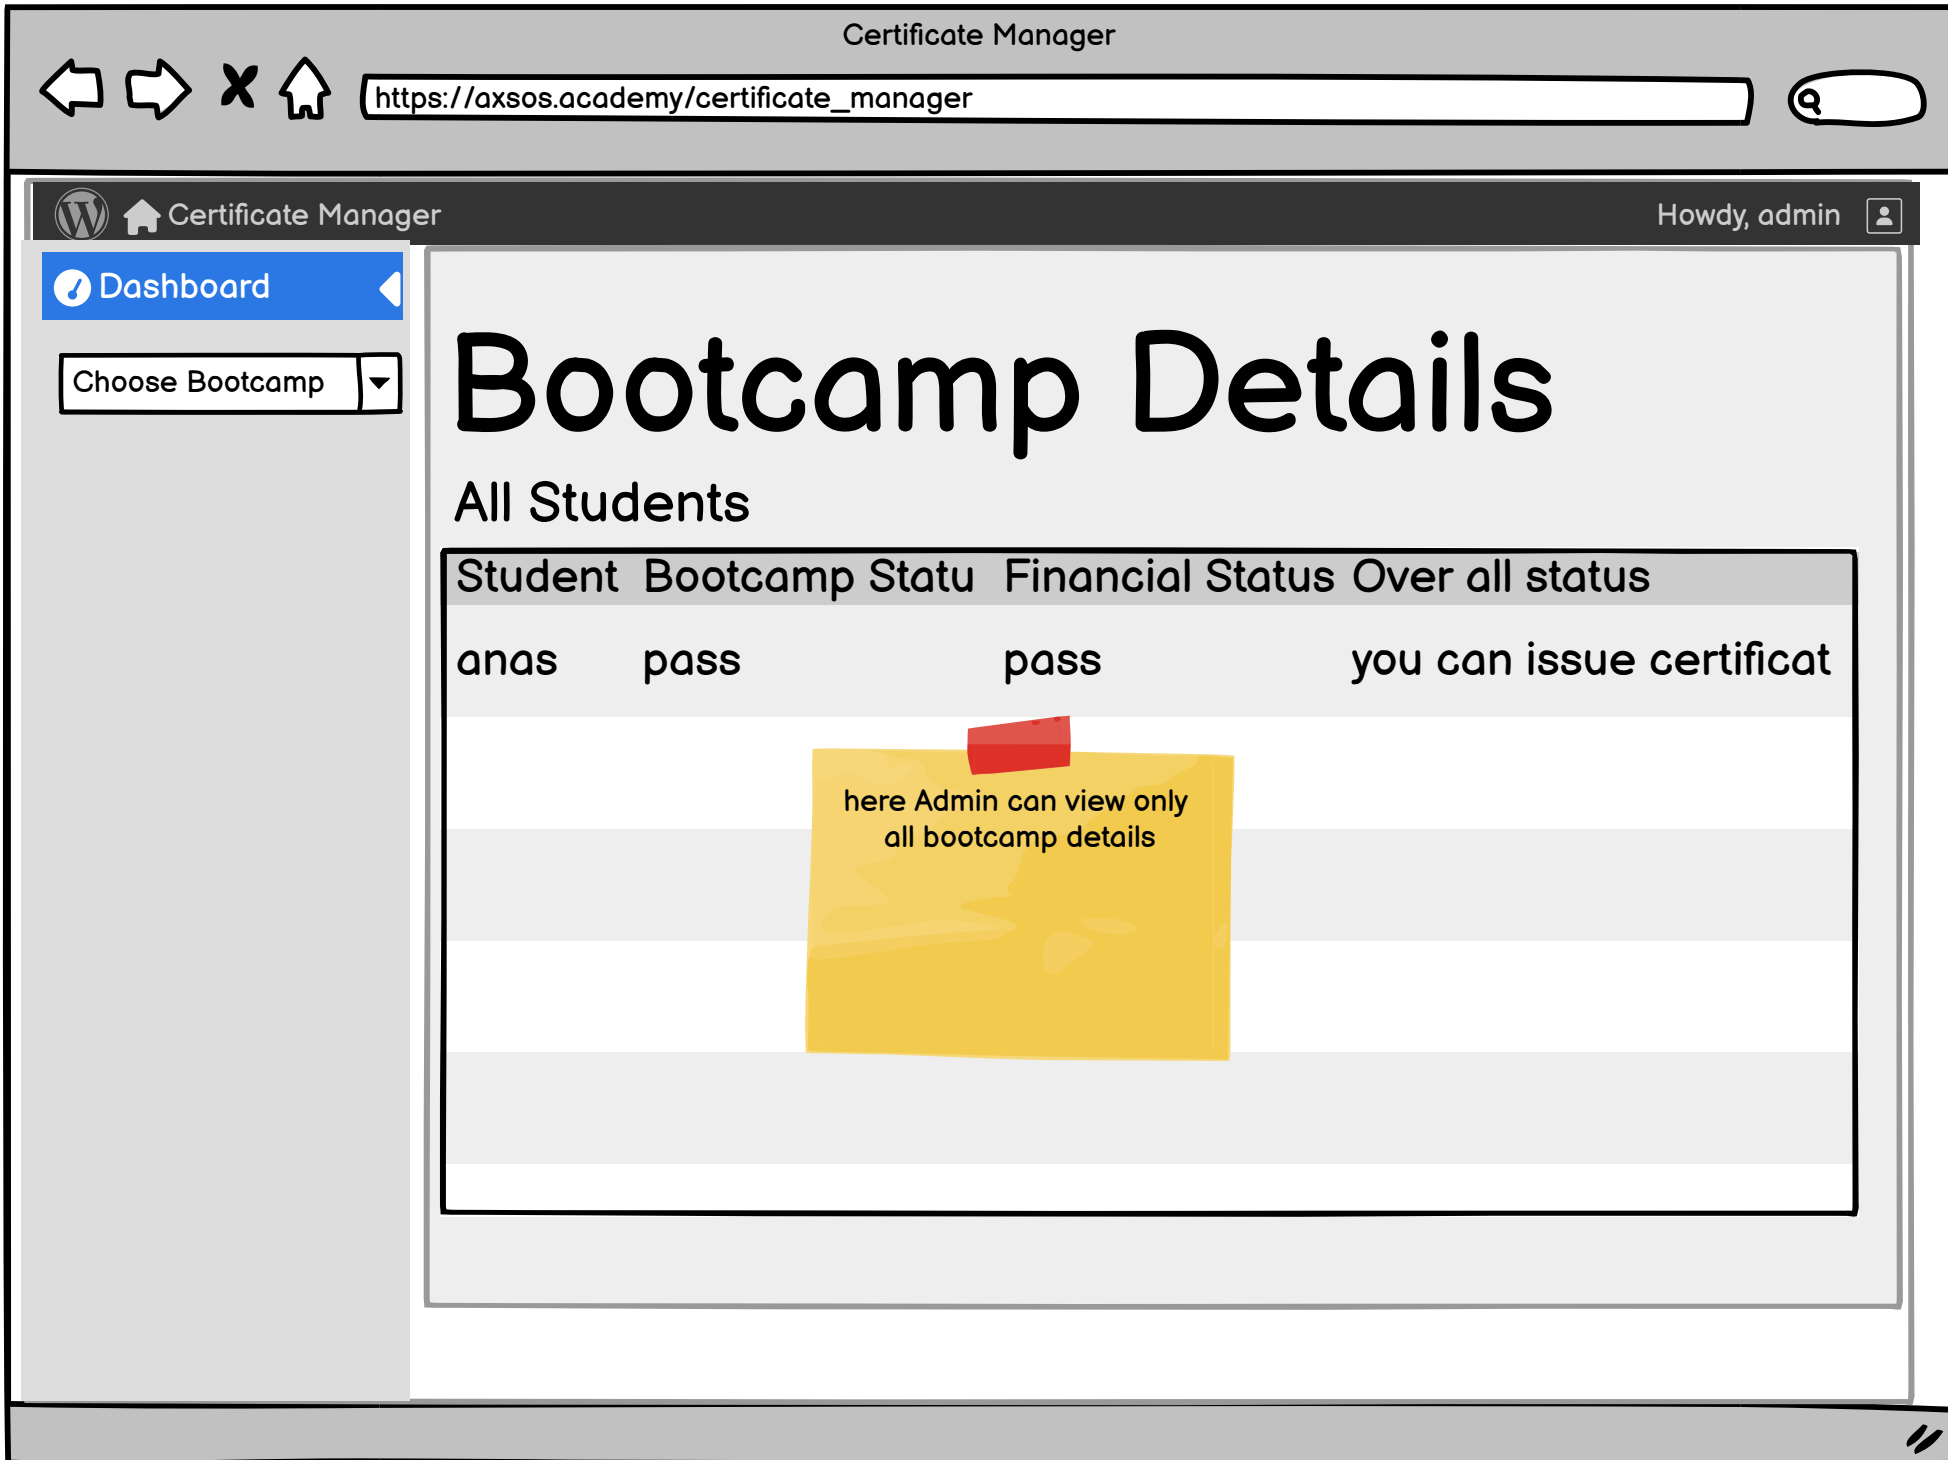 Certificate Manager
https://axsos.academy/certificate_manager
Certificate Manager
Howdy, admin
Dashboard
Choose Bootcamp
Bootcamp Details
All Students
Student Bootcamp Statu Financial Status Over all status
anas pass pass you can issue certificat
here Admin can view only
all bootcamp details